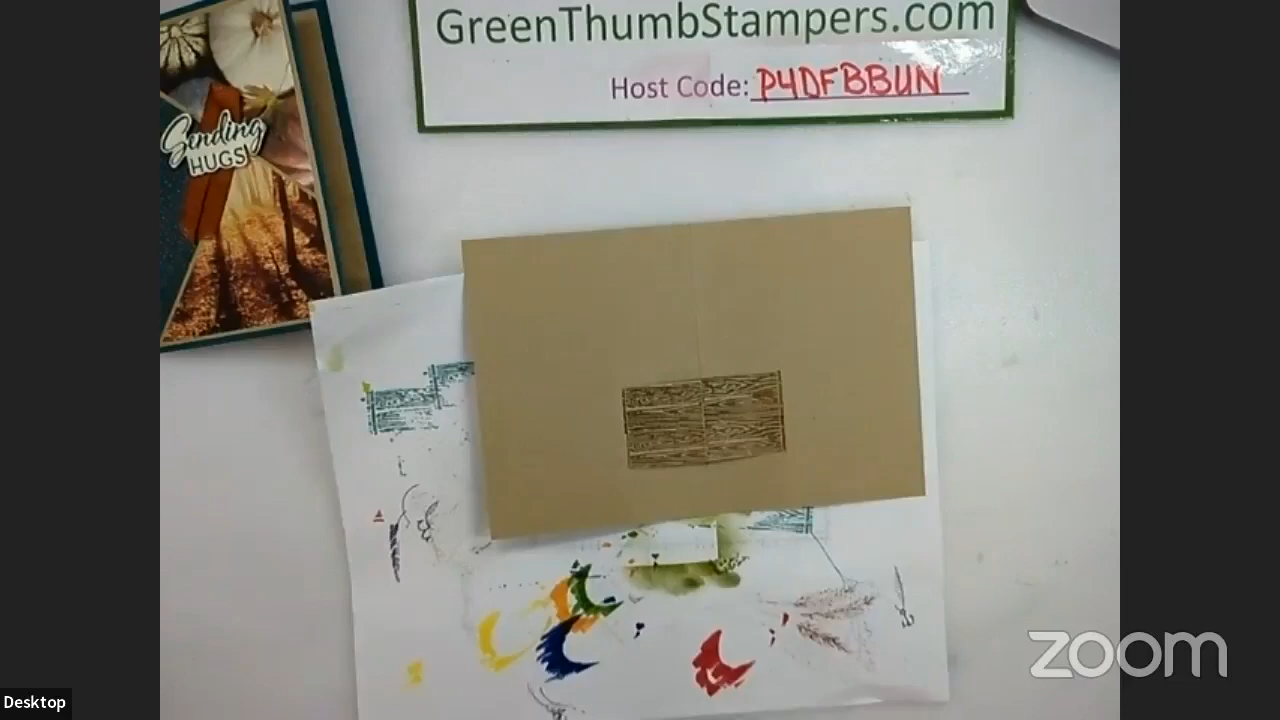 GreenThumbStampers.com
Host Code: P4DFBBUN
Sending
HUGS!
zoom
Desktop